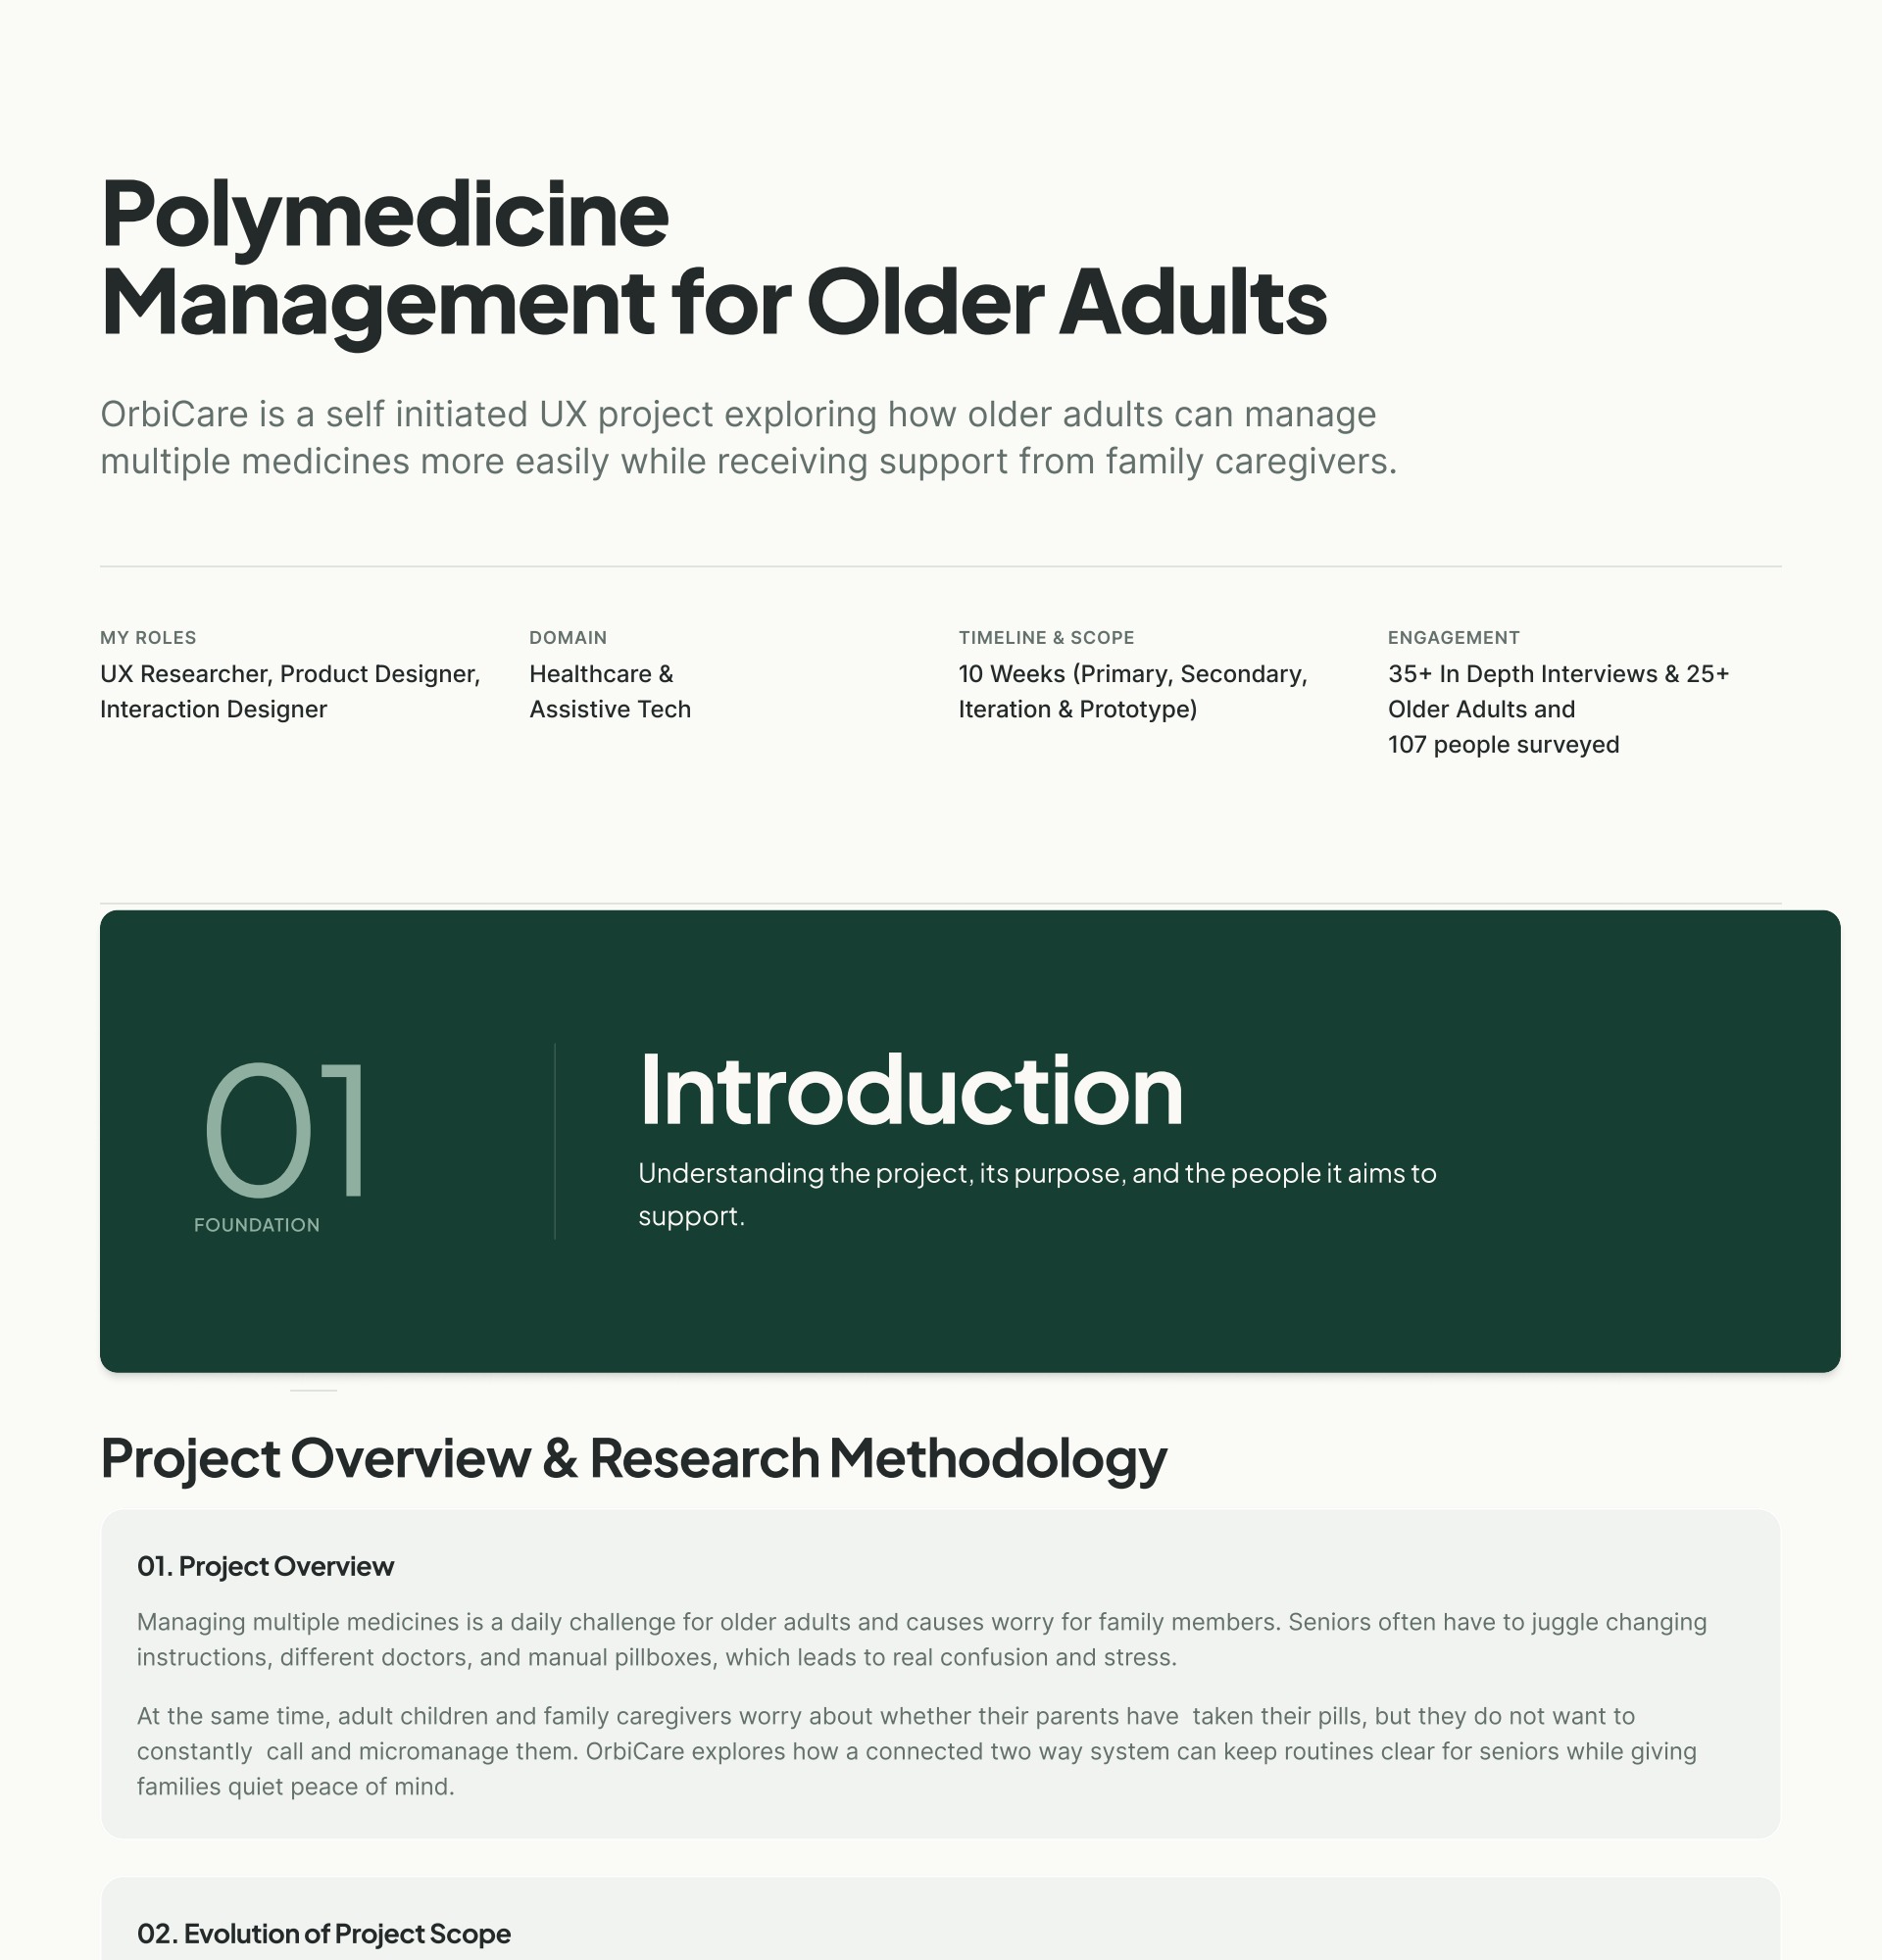 Polymedicine
Management for Older Adults
OrbiCare is a self initiated UX project exploring how older adults can manage
multiple medicines more easily while receiving support from family caregivers.
MY ROLES
UX Researcher, Product Designer,
Interaction Designer
DOMAIN
Healthcare &
Assistive Tech
TIMELINE & SCOPE
10 Weeks (Primary, Secondary,
Iteration & Prototype)
ENGAGEMENT
35+ In Depth Interviews & 25+
Older Adults and
107 people surveyed
01
FOUNDATION
Introduction
Understanding the project, its purpose, and the people it aims to
support.
Project Overview & Research Methodology
01. Project Overview
Managing multiple medicines is a daily challenge for older adults and causes worry for family members. Seniors often have to juggle changing
instructions, different doctors, and manual pillboxes, which leads to real confusion and stress.
At the same time, adult children and family caregivers worry about whether their parents have  taken their pills, but they do not want to
constantly  call and micromanage them. OrbiCare explores how a connected two way system can keep routines clear for seniors while giving
families quiet peace of mind.
02. Evolution of Project Scope